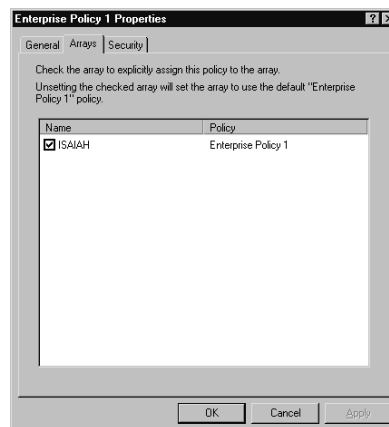 Enterprise Policy 1 Properties
General Arrays Security
Check the array to explicitly assign this policy to the array.
Unsetting the checked array will set the array to use the default "Enterprise
Policy 1" policy.
Name Policy
ISAIAH Enterprise Policy 1
OK Cancel Apply